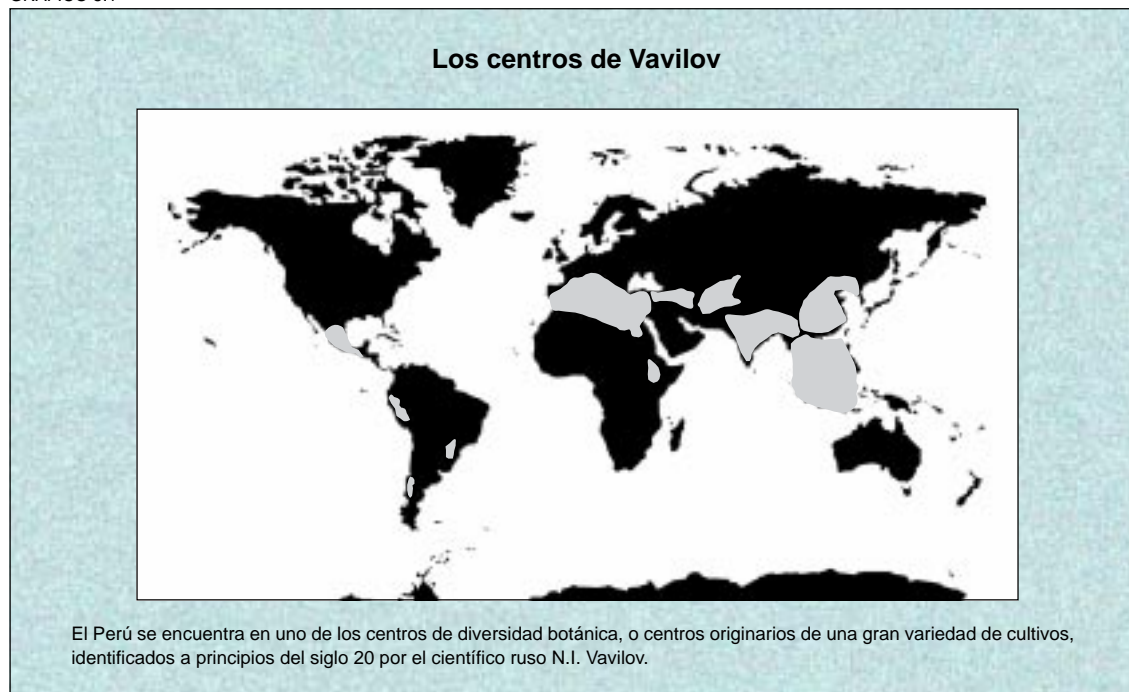 Los centros de Vavilov
El Perú se encuentra en uno de los centros de diversidad botánica, o centros originarios de una gran variedad de cultivos,
identificados a principios del siglo 20 por el científico ruso N.I. Vavilov.